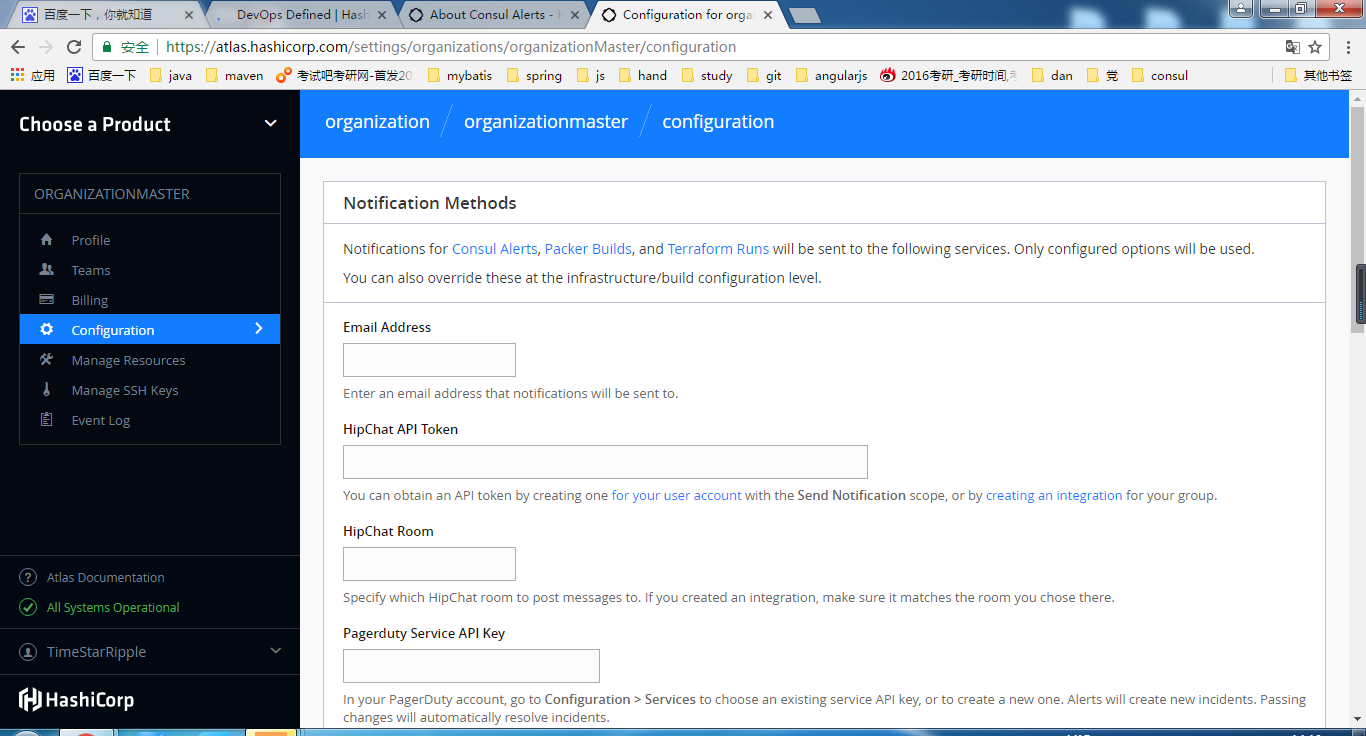 百度一下，你就知道
DevOps Defined | Hash
About Consul Alerts - H
Configuration for orga
安全 https://atlas.hashicorp.com/settings/organizations/organizationMaster/configuration
应用 百度一下 java maven 考试吧考研网-首发20 mybatis spring js hand study git angularjs 2016考研_考研时间,考 dan 党 consul 其他书签
Choose a Product
organization / organizationmaster / configuration
ORGANIZATIONMASTER
Profile
Teams
Billing
Configuration
Manage Resources
Manage SSH Keys
Event Log
Atlas Documentation
All Systems Operational
TimeStarRipple
HashiCorp
Notification Methods
Notifications for Consul Alerts, Packer Builds, and Terraform Runs will be sent to the following services. Only configured options will be used.
You can also override these at the infrastructure/build configuration level.
Email Address
Enter an email address that notifications will be sent to.
HipChat API Token
You can obtain an API token by creating one for your user account with the Send Notification scope, or by creating an integration for your group.
HipChat Room
Specify which HipChat room to post messages to. If you created an integration, make sure it matches the room you chose there.
Pagerduty Service API Key
In your PagerDuty account, go to Configuration > Services to choose an existing service API key, or to create a new one. Alerts will create new incidents. Passing
changes will automatically resolve incidents.